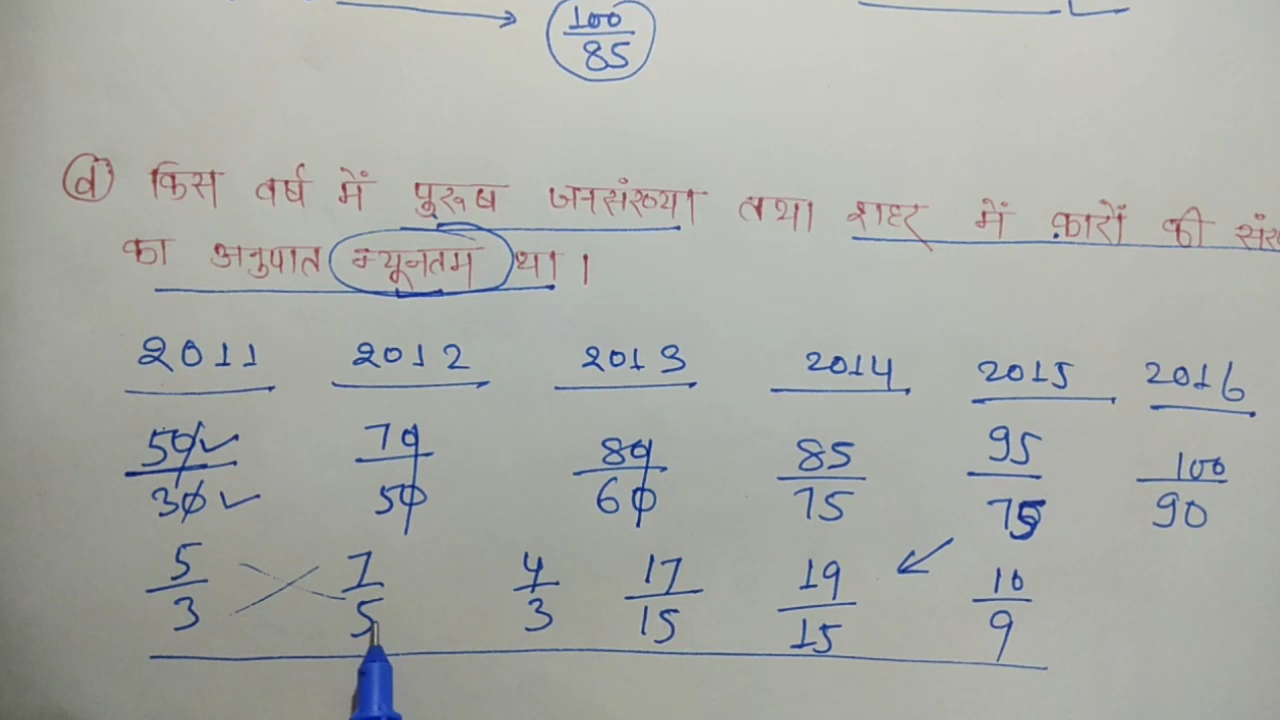 100
85
d किस वर्ष में पुरूष जनसंख्या तथा शहर में क़ारों की
का अनुपात न्यूनतम था।
2011 2012 2013 2014 2015 2016
50 70 80 85 95 100
30 50 60 75 75 90
5 7 4 17 19 10
3 5 3 15 15 9